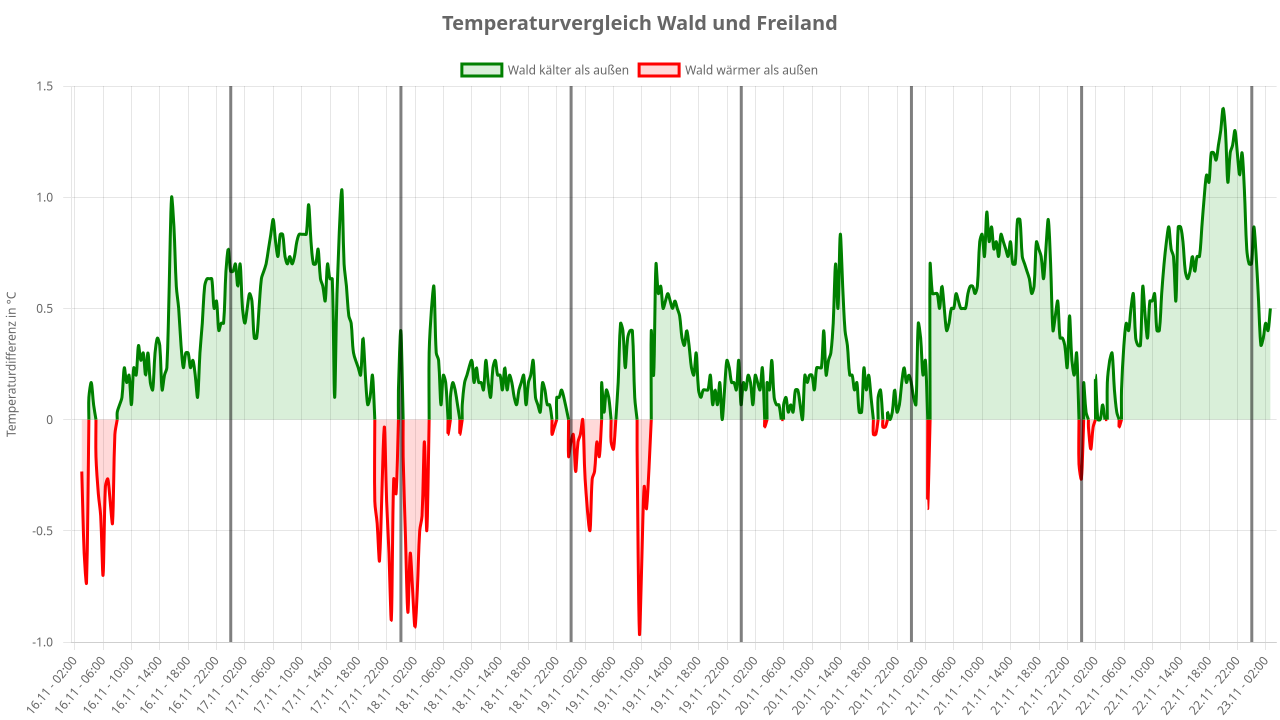 Temperaturvergleich Wald und Freiland
Wald kälter als außen Wald wärmer als außen
Temperaturdifferenz in °C
1.5
1.0
0.5
0
-0.5
-1.0
16.11 - 02:00
16.11 - 06:00
16.11 - 10:00
16.11 - 14:00
16.11 - 18:00
16.11 - 22:00
17.11 - 02:00
17.11 - 06:00
17.11 - 10:00
17.11 - 14:00
17.11 - 18:00
17.11 - 22:00
18.11 - 02:00
18.11 - 06:00
18.11 - 10:00
18.11 - 14:00
18.11 - 18:00
18.11 - 22:00
19.11 - 02:00
19.11 - 06:00
19.11 - 10:00
19.11 - 14:00
19.11 - 18:00
19.11 - 22:00
20.11 - 02:00
20.11 - 06:00
20.11 - 10:00
20.11 - 14:00
20.11 - 18:00
20.11 - 22:00
21.11 - 02:00
21.11 - 06:00
21.11 - 10:00
21.11 - 14:00
21.11 - 18:00
21.11 - 22:00
22.11 - 02:00
22.11 - 06:00
22.11 - 10:00
22.11 - 14:00
22.11 - 18:00
22.11 - 22:00
23.11 - 02:00